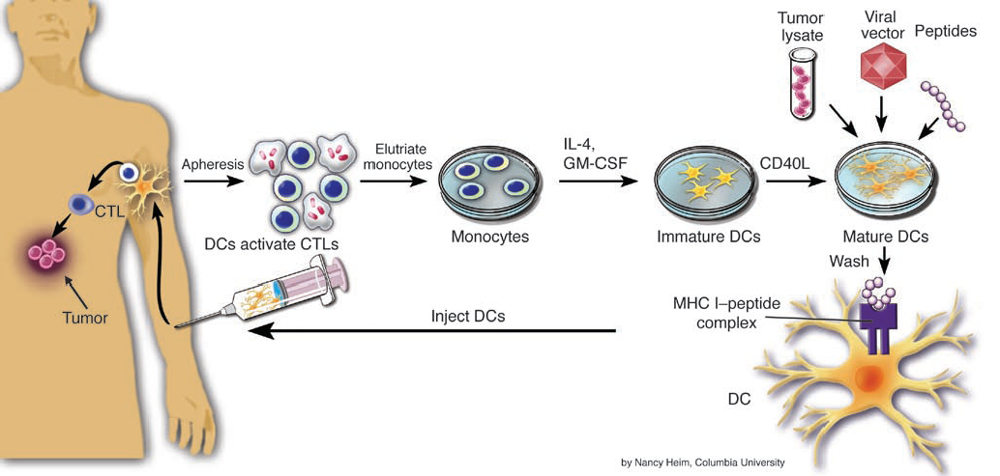 Tumor
lysate
Viral
vector
Peptides
Apheresis
Elutriate
monocytes
IL-4,
GM-CSF
CD40L
CTL
DCs activate CTLs
Monocytes
Immature DCs
Mature DCs
Wash
Tumor
Inject DCs
MHC I–peptide
complex
DC
by Nancy Heim, Columbia University